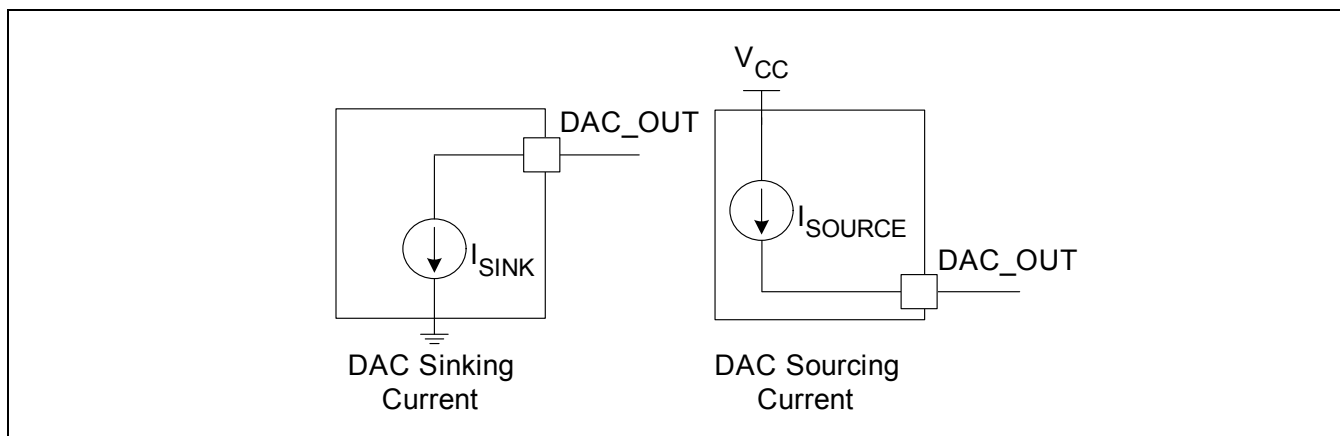 DAC_OUT
I_SINK
DAC Sinking
Current
V_CC
I_SOURCE
DAC_OUT
DAC Sourcing
Current